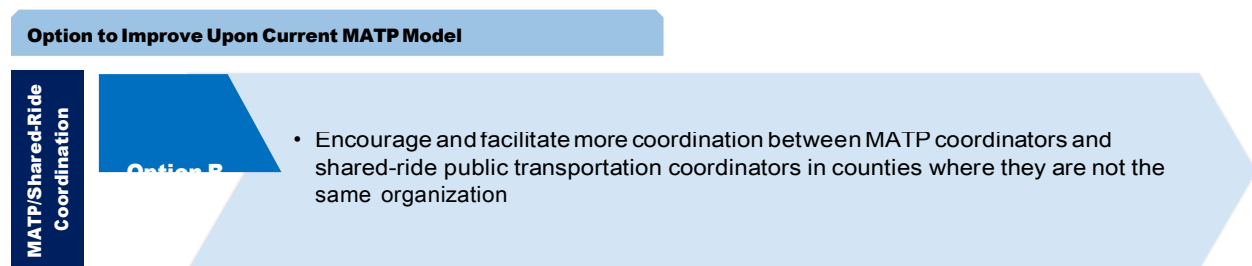 Option to Improve Upon Current MATP Model
MATP/Shared-Ride
Coordination
Option B
• Encourage and facilitate more coordination between MATP coordinators and
shared-ride public transportation coordinators in counties where they are not the
same organization